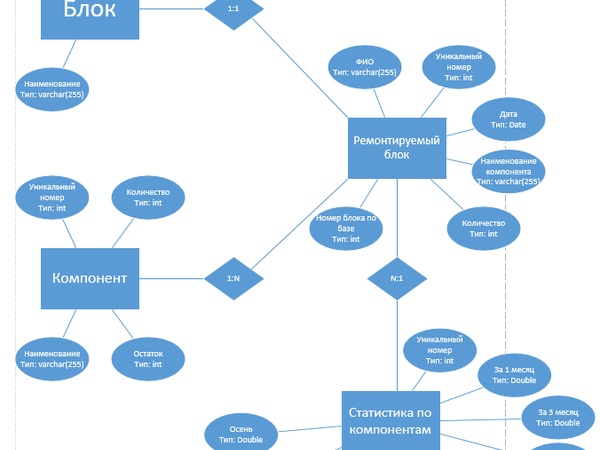 Блок
1:1
Наименование
Тип: varchar(255)
ФИО
Тип: varchar(255)
Уникальный
номер
Тип: int
Дата
Тип: Date
Ремонтируемый
блок
Наименование
компонента
Тип: varchar(255)
Уникальный
номер
Тип: int
Количество
Тип: int
Номер блока по
базе
Тип: int
Количество
Тип: int
Компонент
1:N
N:1
Наименование
Тип: varchar(255)
Остаток
Тип: int
Уникальный
номер
Тип: int
За 1 месяц
Тип: Double
Статистика по
компонентам
За 3 месяц
Тип: Double
Осень
Тип: Double